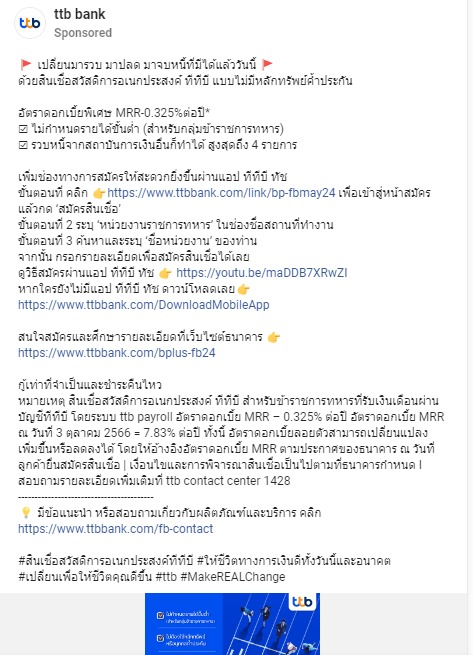 ttb bank
Sponsored
🚩 เปลี่ยนมารวบ มาปลด มาจบหนี้ที่มีได้แล้ววันนี้ 🚩
ด้วยสินเชื่อสวัสดิการอเนกประสงค์ ทีทีบี แบบไม่มีหลักทรัพย์ค้ำประกัน
อัตราดอกเบี้ยพิเศษ MRR-0.325%ต่อปี*
☑ ไม่กำหนดรายได้ขั้นต่ำ (สำหรับกลุ่มข้าราชการทหาร)
☑ รวบหนี้จากสถาบันการเงินอื่นก็ทำได้ สูงสุดถึง 4 รายการ
เพิ่มช่องทางการสมัครให้สะดวกยิ่งขึ้นผ่านแอป ทีทีบี ทัช
ขั้นตอนที่ คลิก 👉https://www.ttbbank.com/link/bp-fbmay24 เพื่อเข้าสู่หน้าสมัคร
แล้วกด ‘สมัครสินเชื่อ’
ขั้นตอนที่ 2 ระบุ ‘หน่วยงานราชการทหาร’ ในช่องชื่อสถานที่ทำงาน
ขั้นตอนที่ 3 ค้นหาและระบุ ‘ชื่อหน่วยงาน’ ของท่าน
จากนั้น กรอกรายละเอียดเพื่อสมัครสินเชื่อได้เลย
ดูวิธีสมัครผ่านแอป ทีทีบี ทัช 👉 https://youtu.be/maDDB7XRwZI
หากใครยังไม่มีแอป ทีทีบี ทัช ดาวน์โหลดเลย👉
https://www.ttbbank.com/DownloadMobileApp
สนใจสมัครและศึกษารายละเอียดที่เว็บไซต์ธนาคาร 👉
https://www.ttbbank.com/bplus-fb24
กู้เท่าที่จำเป็นและชำระคืนไหว
หมายเหตุ สินเชื่อสวัสดิการอเนกประสงค์ ทีทีบี สำหรับข้าราชการทหารที่รับเงินเดือนผ่าน
บัญชีทีทีบี โดยระบบ ttb payroll อัตราดอกเบี้ย MRR – 0.325% ต่อปี อัตราดอกเบี้ย MRR
ณ วันที่ 3 ตุลาคม 2566 = 7.83% ต่อปี ทั้งนี้ อัตราดอกเบี้ยลอยตัวสามารถเปลี่ยนแปลง
เพิ่มขึ้นหรือลดลงได้ โดยให้อ้างอิงอัตราดอกเบี้ย MRR ตามประกาศของธนาคาร ณ วันที่
ลูกค้ายื่นสมัครสินเชื่อ | เงื่อนไขและการพิจารณาสินเชื่อเป็นไปตามที่ธนาคารกำหนด l
สอบถามรายละเอียดเพิ่มเติมที่ ttb contact center 1428
------------------------------------------
💡 มีข้อแนะนำ หรือสอบถามเกี่ยวกับผลิตภัณฑ์และบริการ คลิก
https://www.ttbbank.com/fb-contact
#สินเชื่อสวัสดิการอเนกประสงค์ทีทีบี #ให้ชีวิตทางการเงินดีทั้งวันนี้และอนาคต
#เปลี่ยนเพื่อให้ชีวิตคุณดีขึ้น #ttb #MakeREALChange
ttb
ไม่กำหนดรายได้ขั้นต่ำ